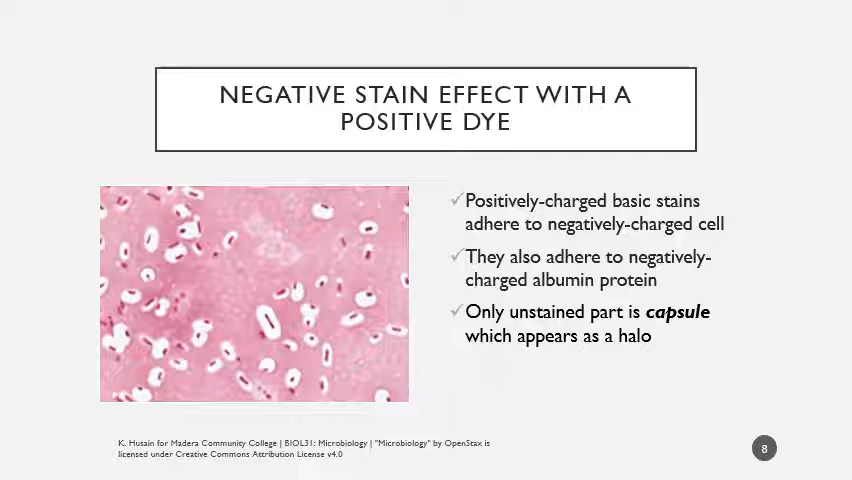 NEGATIVE STAIN EFFECT WITH A
POSITIVE DYE
✓Positively-charged basic stains
adhere to negatively-charged cell
✓They also adhere to negatively-
charged albumin protein
✓Only unstained part is capsule
which appears as a halo
K. Husain for Madera Community College | BIOL31: Microbiology | "Microbiology" by OpenStax is
licensed under Creative Commons Attribution License v4.0
8